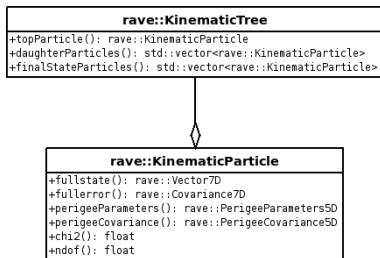 rave::KinematicTree
+topParticle(): rave::KinematicParticle
+daughterParticles(): std::vector<rave::KinematicParticle>
+finalStateParticles(): std::vector<rave::KinematicParticle>
rave::KinematicParticle
+fullstate(): rave::Vector7D
+fullerror(): rave::Covariance7D
+perigeeParameters(): rave::PerigeeParameters5D
+perigeeCovariance(): rave::PerigeeCovariance5D
+chi2(): float
+ndof(): float